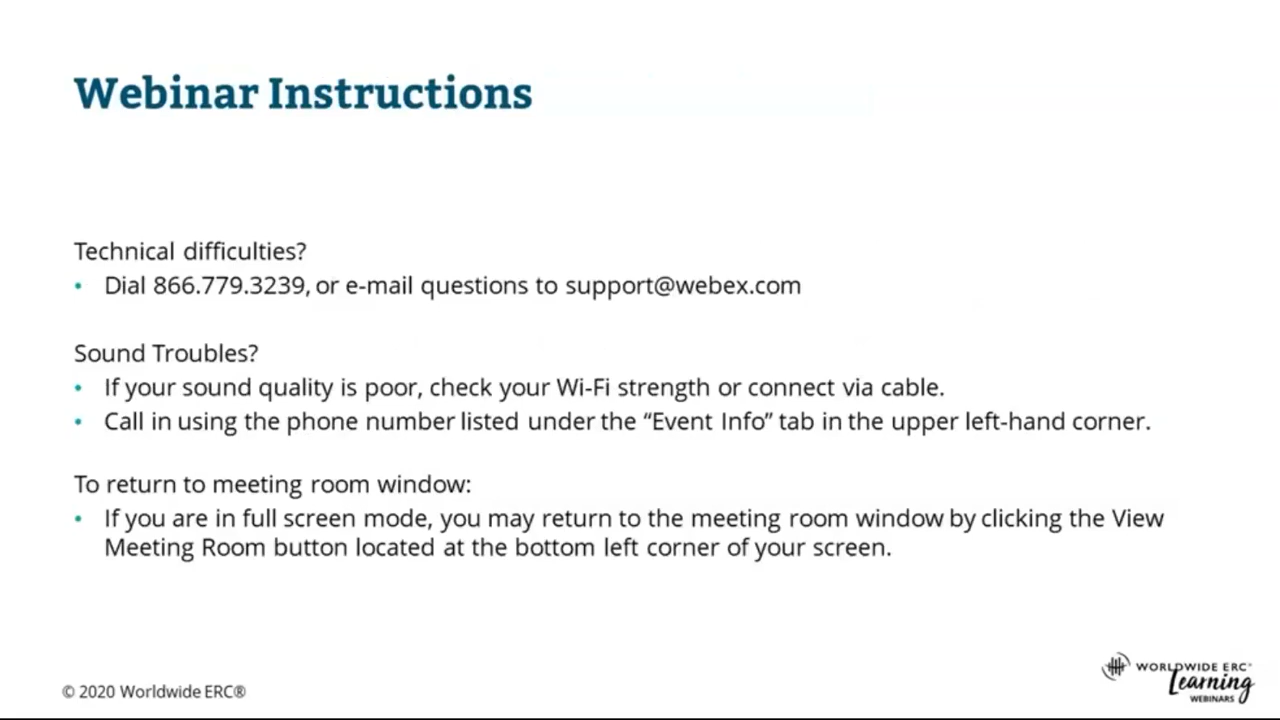 Webinar Instructions
Technical difficulties?
• Dial 866.779.3239, or e-mail questions to support@webex.com
Sound Troubles?
• If your sound quality is poor, check your Wi-Fi strength or connect via cable.
• Call in using the phone number listed under the “Event Info” tab in the upper left-hand corner.
To return to meeting room window:
• If you are in full screen mode, you may return to the meeting room window by clicking the View
Meeting Room button located at the bottom left corner of your screen.
© 2020 Worldwide ERC®
WORLDWIDE ERC®
Learning
WEBINARS